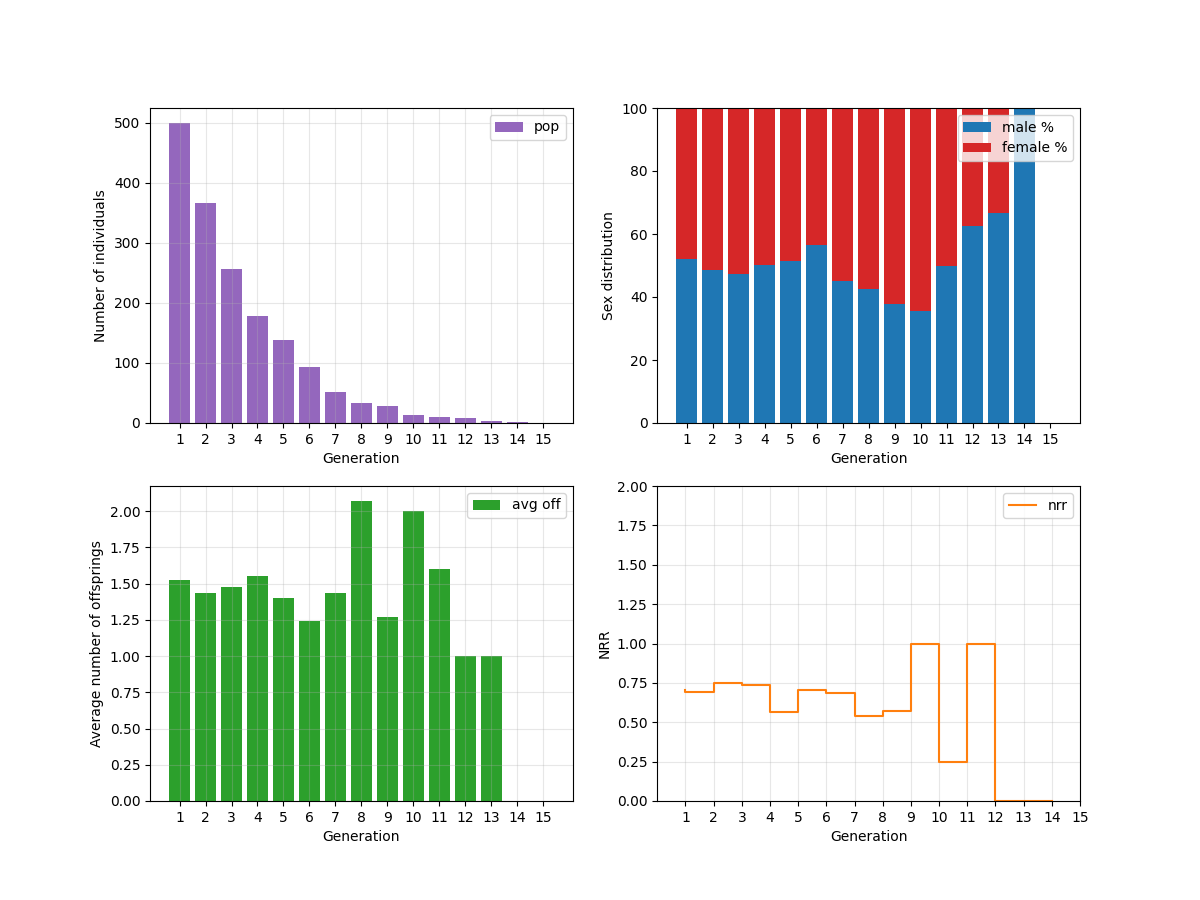 500
400
300
200
100
0
Number of individuals
pop
1 2 3 4 5 6 7 8 9 10 11 12 13 14 15
Generation
100
80
60
40
20
0
Sex distribution
male %
female %
1 2 3 4 5 6 7 8 9 10 11 12 13 14 15
Generation
2.00
1.75
1.50
1.25
1.00
0.75
0.50
0.25
0.00
Average number of offsprings
avg off
1 2 3 4 5 6 7 8 9 10 11 12 13 14 15
Generation
2.00
1.75
1.50
1.25
1.00
0.75
0.50
0.25
0.00
NRR
nrr
1 2 3 4 5 6 7 8 9 10 11 12 13 14 15
Generation